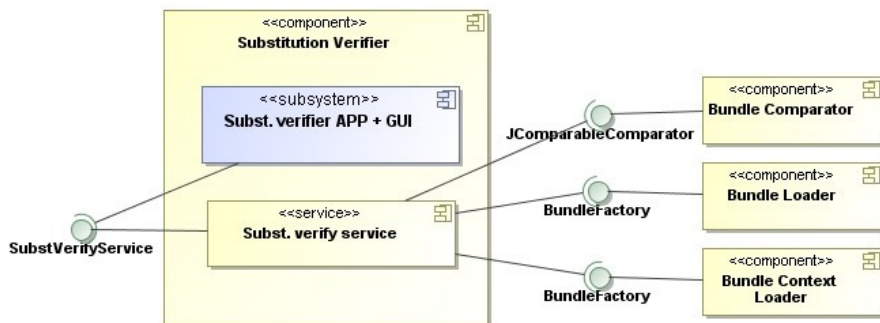 <<component>>
Substitution Verifier
<<subsystem>>
Subst. verifier APP + GUI
<<component>>
Bundle Comparator
JComparableComparator
<<component>>
Bundle Loader
BundleFactory
<<service>>
Subst. verify service
SubstVerifyService
<<component>>
Bundle Context
Loader
BundleFactory